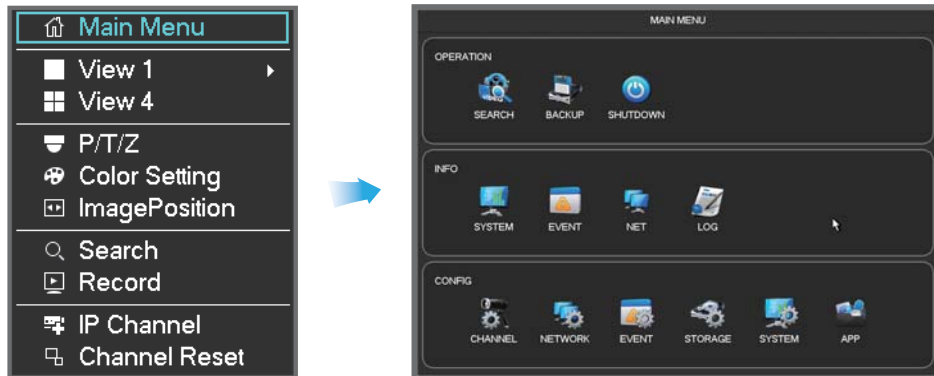 Main Menu
View 1
View 4
P/T/Z
Color Setting
ImagePosition
Search
Record
IP Channel
Channel Reset
MAIN MENU
OPERATION
SEARCH BACKUP SHUTDOWN
INFO
SYSTEM EVENT NET LOG
CONFIG
CHANNEL NETWORK EVENT STORAGE SYSTEM APP